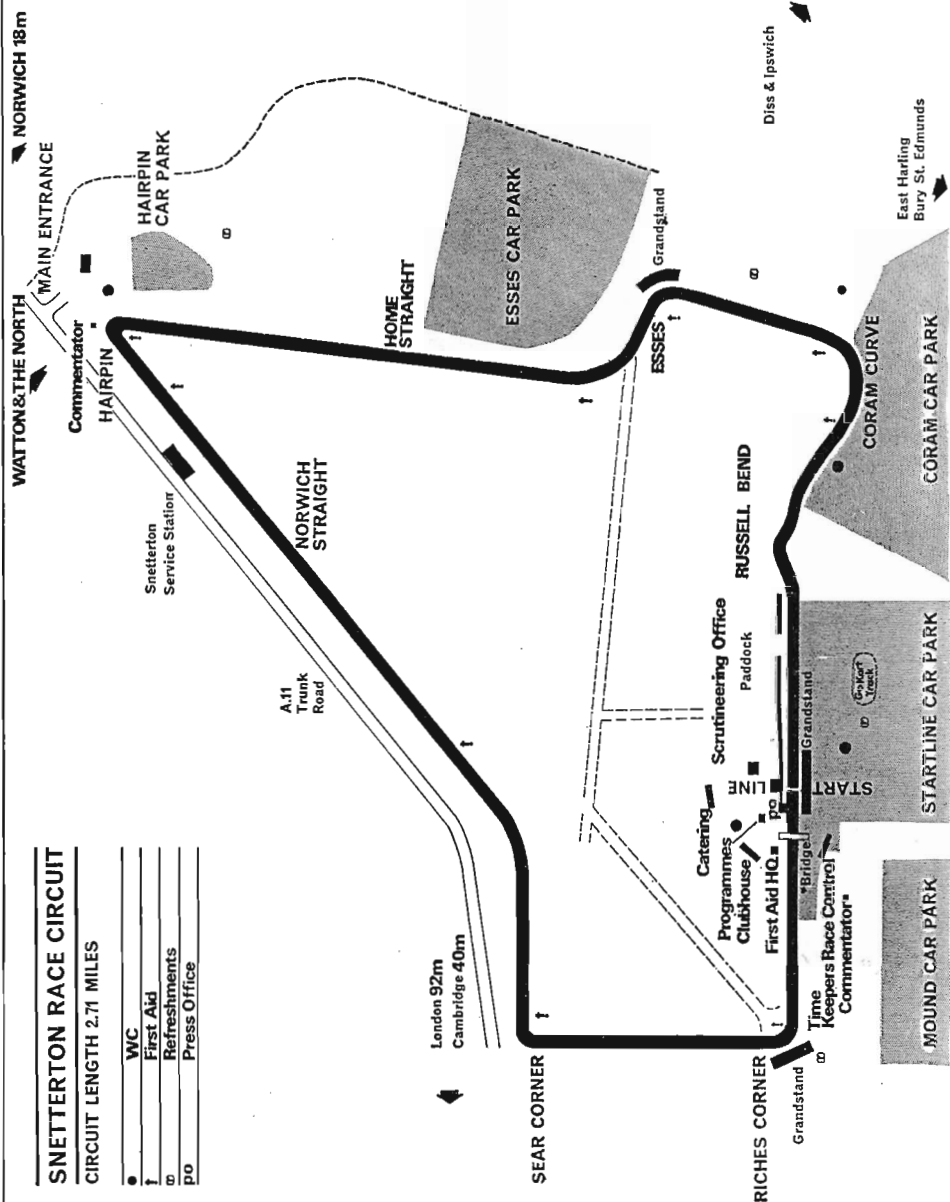 SNETTERTON RACE CIRCUIT
CIRCUIT LENGTH 2.71 MILES
WC
First Aid
Refreshments
po Press Office
WATTON & THE NORTH
NORWICH 18m
MAIN ENTRANCE
Commentator
HAIRPIN
HAIRPIN
CAR PARK
Snetterton
Service Station
A.11
Trunk
Road
NORWICH
STRAIGHT
HOME
STRAIGHT
ESSES CAR PARK
Grandstand
ESSES
Diss & Ipswich
East Harling
Bury St. Edmunds
CORAM CURVE
CORAM CAR PARK
RUSSELL BEND
Scrutineering Office
Paddock
Catering
Programmes
Clubhouse
First Aid HQ
po
START
LINE
Grandstand
Go Kart
Track
STARTLINE CAR PARK
Bridge
Time
Keepers Race Control
Commentator
MOUND CAR PARK
London 92m
Cambridge 40m
SEAR CORNER
RICHES CORNER
Grandstand